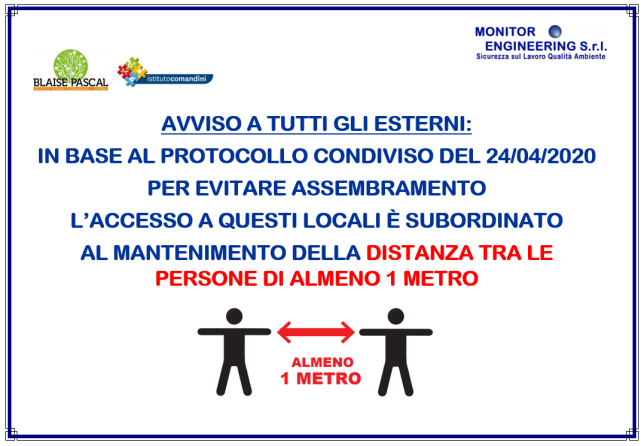 MONITOR
ENGINEERING S.r.l.
Sicurezza sul Lavoro Qualità Ambiente
BLAISE PASCAL
istitutocomandini
AVVISO A TUTTI GLI ESTERNI:
IN BASE AL PROTOCOLLO CONDIVISO DEL 24/04/2020
PER EVITARE ASSEMBRAMENTO
L'ACCESSO A QUESTI LOCALI È SUBORDINATO
AL MANTENIMENTO DELLA DISTANZA TRA LE
PERSONE DI ALMENO 1 METRO
ALMENO
1 METRO